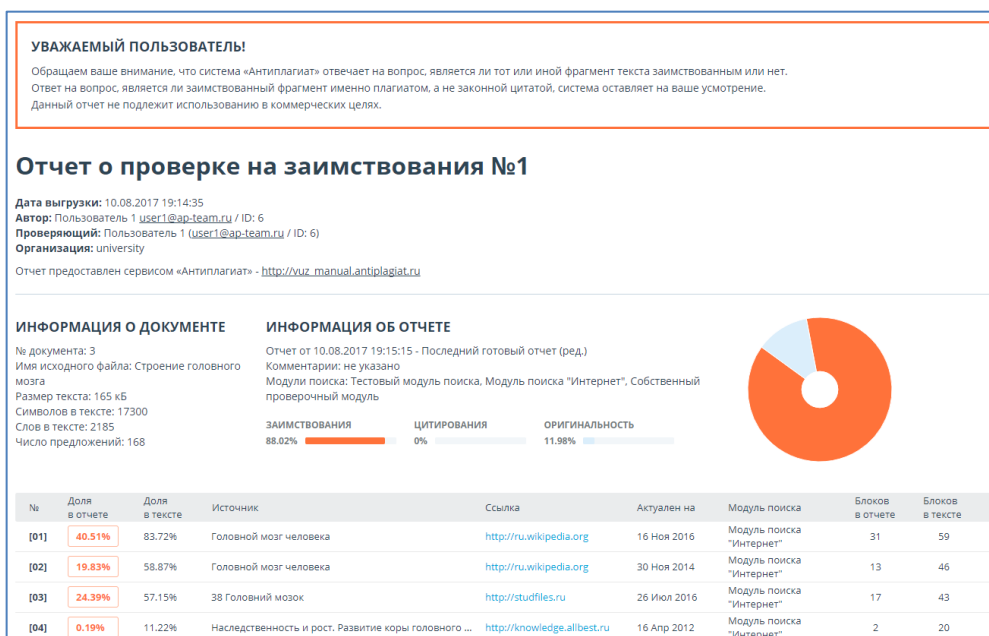 УВАЖАЕМЫЙ ПОЛЬЗОВАТЕЛЬ!
Обращаем ваше внимание, что система «Антиплагиат» отвечает на вопрос, является ли тот или иной фрагмент текста заимствованным или нет.
Ответ на вопрос, является ли заимствованный фрагмент именно плагиатом, а не законной цитатой, система оставляет на ваше усмотрение.
Данный отчет не подлежит использованию в коммерческих целях.
Отчет о проверке на заимствования №1
Дата выгрузки: 10.08.2017 19:14:35
Автор: Пользователь 1 user1@ap-team.ru / ID: 6
Проверяющий: Пользователь 1 (user1@ap-team.ru / ID: 6)
Организация: university
Отчет предоставлен сервисом «Антиплагиат» - http://vuz_manual.antiplagiat.ru
ИНФОРМАЦИЯ О ДОКУМЕНТЕ
№ документа: 3
Имя исходного файла: Строение головного
мозга
Размер текста: 165 кБ
Символов в тексте: 17300
Слов в тексте: 2185
Число предложений: 168
ИНФОРМАЦИЯ ОБ ОТЧЕТЕ
Отчет от 10.08.2017 19:15:15 - Последний готовый отчет (ред.)
Комментарии: не указано
Модули поиска: Тестовый модуль поиска, Модуль поиска "Интернет", Собственный
проверочный модуль
ЗАИМСТВОВАНИЯ ЦИТИРОВАНИЯ ОРИГИНАЛЬНОСТЬ
88.02% 0% 11.98%
№ Доля в отчете Доля в тексте Источник Ссылка Актуален на Модуль поиска Блоков в отчете Блоков в тексте
[01] 40.51% 83.72% Головной мозг человека http://ru.wikipedia.org 16 Ноя 2016 Модуль поиска "Интернет" 31 59
[02] 19.83% 58.87% Головной мозг человека http://ru.wikipedia.org 30 Ноя 2014 Модуль поиска "Интернет" 13 46
[03] 24.39% 57.15% 38 Головний мозок http://studfiles.ru 26 Июл 2016 Модуль поиска "Интернет" 17 43
[04] 0.19% 11.22% Наследственность и рост. Развитие коры головного ... http://knowledge.allbest.ru 16 Апр 2012 Модуль поиска "Интернет" 2 20